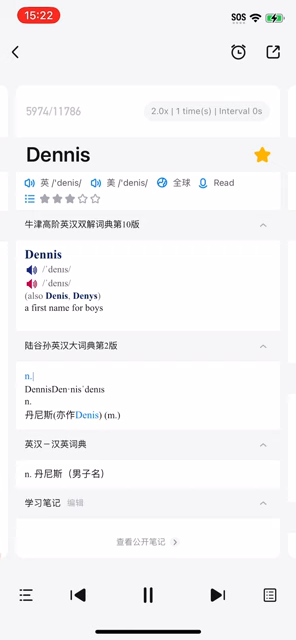 15:22
SOS
5974/11786
2.0x | 1 time(s) | Interval 0s
Dennis
英 /'denis/ 美 /'denis/ 全球 Read
牛津高阶英汉双解词典第10版
Dennis
/ˈdenɪs/
/ˈdenɪs/
(also Denis, Denys)
a first name for boys
陆谷孙英汉大词典第2版
n.|
DennisDen·nisˈdenɪs
n.
丹尼斯(亦作Denis) (m.)
英汉－汉英词典
n. 丹尼斯（男子名）
学习笔记 编辑
查看公开笔记